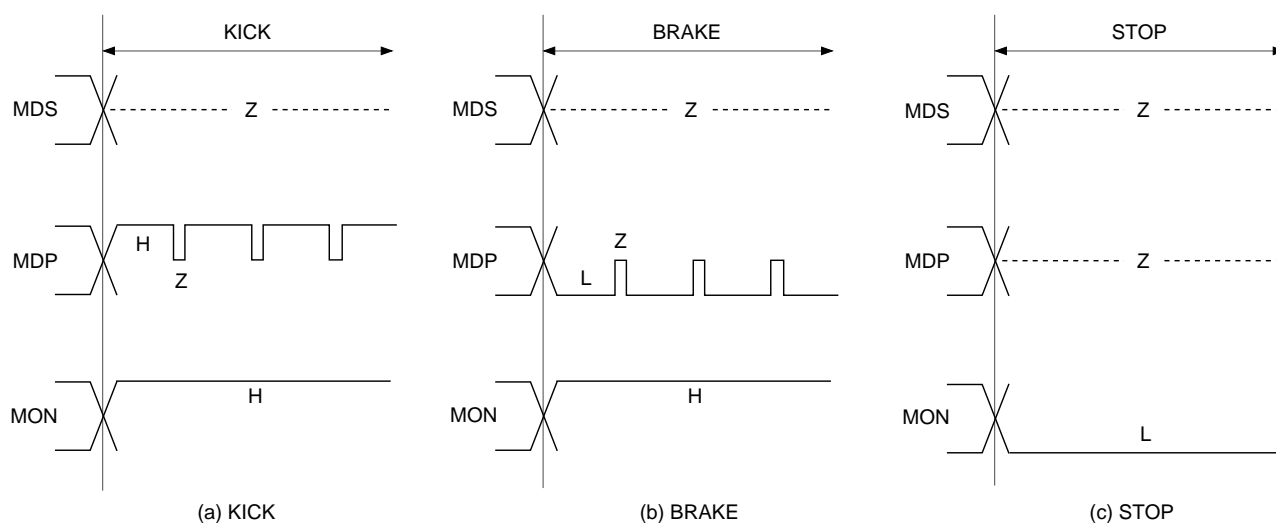 KICK
MDS
Z
MDP
H
Z
MON
H
(a) KICK
BRAKE
MDS
Z
MDP
Z
L
MON
H
(b) BRAKE
STOP
MDS
Z
MDP
Z
MON
L
(c) STOP